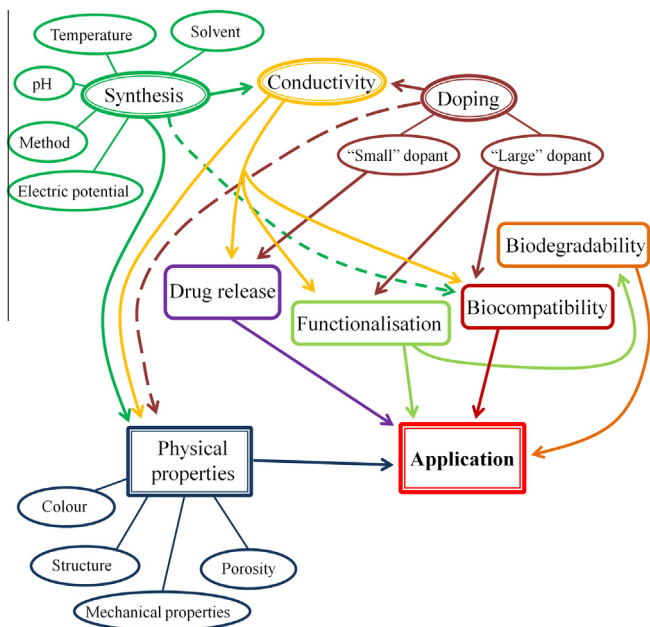 Temperature
Solvent
pH
Synthesis
Conductivity
Doping
Method
"Small" dopant
"Large" dopant
Electric potential
Biodegradability
Drug release
Functionalisation
Biocompatibility
Physical
properties
Application
Colour
Structure
Porosity
Mechanical properties